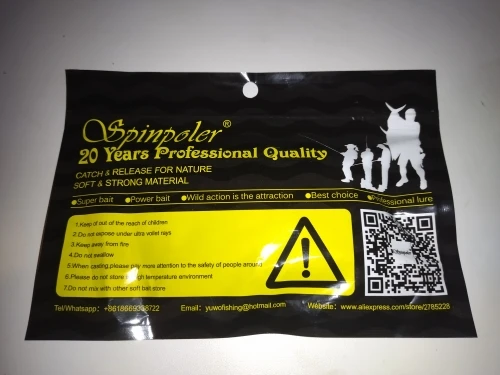 Spinpoler®
20 Years Professional Quality
CATCH & RELEASE FOR NATURE
SOFT & STRONG MATERIAL
●Super bait ●Power bait ●Wild action is the attraction ●Best choice ●Professional lure
1.Keep of out of the reach of children
2.Do not expose-under ultra voilet rays
3.Keep away from fire
4.Do not swallow
5.When casting,please pay more attention to the safety of people around
6.Please do not store in high temperature environment
7.Do not mix with other soft bait store
Tel/Whatsapp: +8618669338722 Email: yuwofishing@hotmail.com Website: www.aliexpress.com/store/2785228